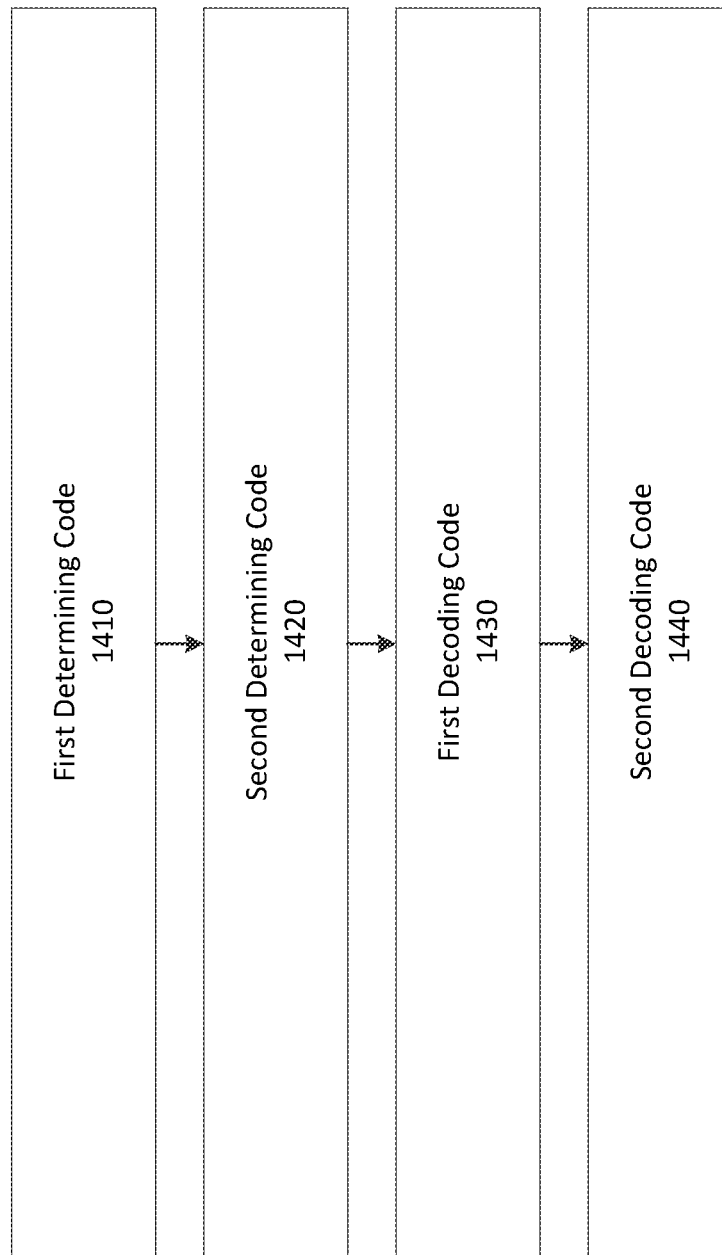 First Determining Code
1410
Second Determining Code
1420
First Decoding Code
1430
Second Decoding Code
1440